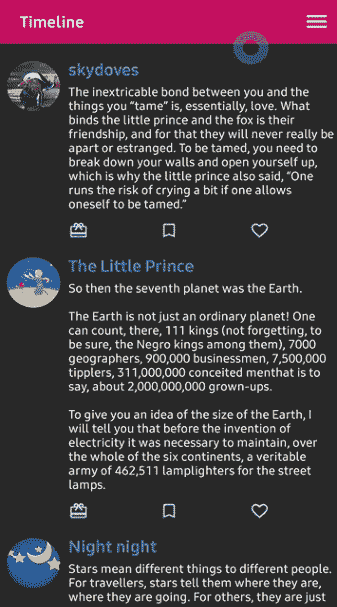 Timeline
skydoves
The inextricable bond between you and the
things you “tame” is, essentially, love. What
binds the little prince and the fox is their
friendship, and for that they will never really be
apart or estranged. To be tamed, you need to
break down your walls and open yourself up,
which is why the little prince also said, “One
runs the risk of crying a bit if one allows
oneself to be tamed.”
The Little Prince
So then the seventh planet was the Earth.
The Earth is not just an ordinary planet! One
can count, there, 111 kings (not forgetting, to
be sure, the Negro kings among them), 7000
geographers, 900,000 businessmen, 7,500,000
tipplers, 311,000,000 conceited menthat is to
say, about 2,000,000,000 grown-ups.
To give you an idea of the size of the Earth, I
will tell you that before the invention of
electricity it was necessary to maintain, over
the whole of the six continents, a veritable
army of 462,511 lamplighters for the street
lamps.
Night night
Stars mean different things to different people.
For travellers, stars tell them where they are,
where they are going. For others, they are just